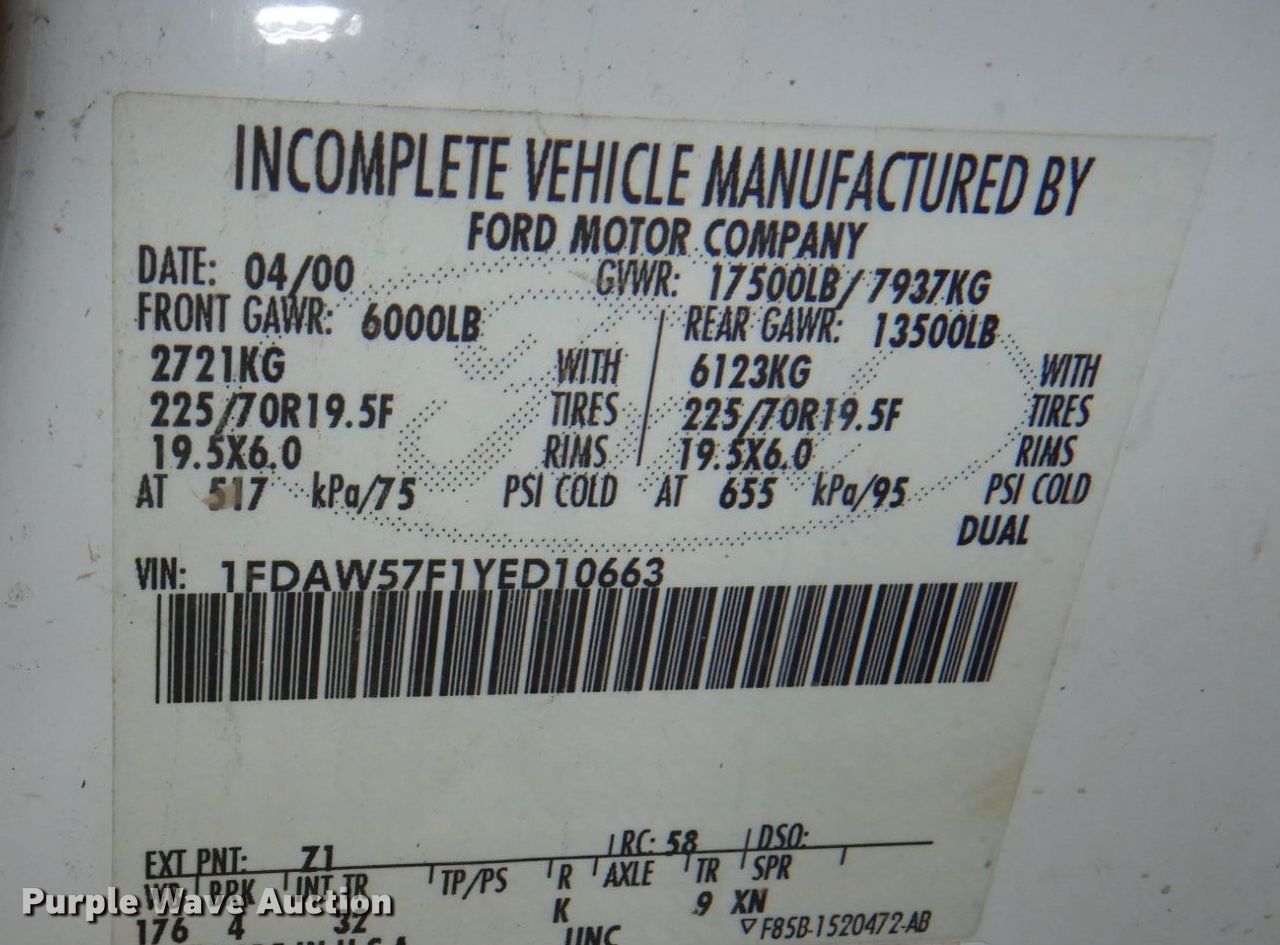 INCOMPLETE VEHICLE MANUFACTURED BY
FORD MOTOR COMPANY
DATE: 04/00 GVWR: 17500LB/ 7937KG
FRONT GAWR: 6000LB REAR GAWR: 13500LB
2721KG WITH 6123KG WITH
225/70R19.5F TIRES 225/70R19.5F TIRES
19.5X6.0 RIMS 19.5X6.0 RIMS
AT 517 kPa/75 PSI COLD AT 655 kPa/95 PSI COLD
DUAL
VIN: 1FDAW57F1YED10663
EXT PNT: Z1 RC: 58 DSO:
WB BRK INT TR TP/PS R AXLE TR SPR
176 4 32 K 9 XN
IN U.S.A. UNC F85B-1520472-AB
Purple Wave Auction